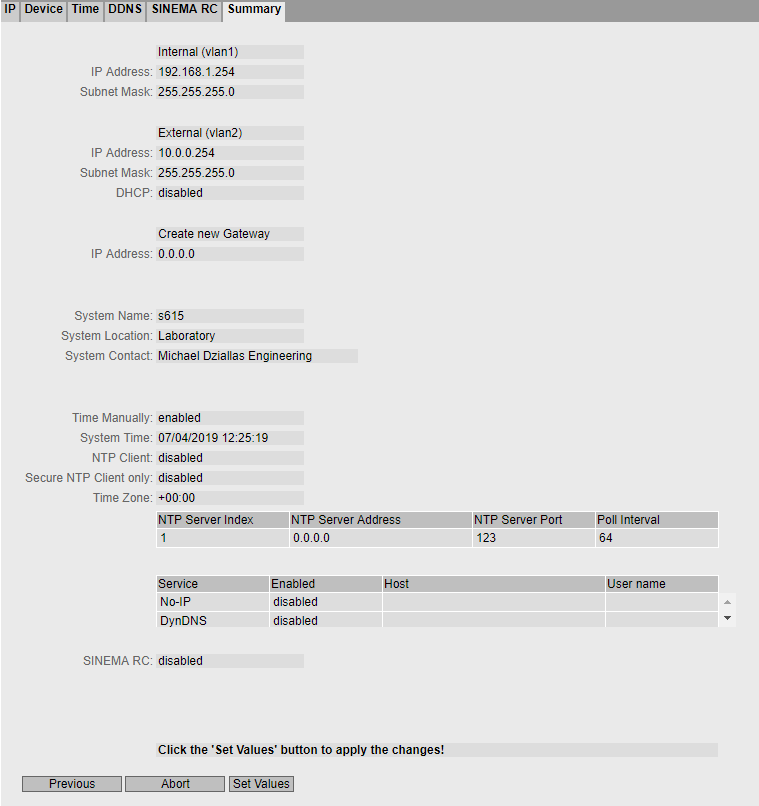 IP Device Time DDNS SINEMA RC Summary
Internal (vlan1)
IP Address: 192.168.1.254
Subnet Mask: 255.255.255.0
External (vlan2)
IP Address: 10.0.0.254
Subnet Mask: 255.255.255.0
DHCP: disabled
Create new Gateway
IP Address: 0.0.0.0
System Name: s615
System Location: Laboratory
System Contact: Michael Dziallas Engineering
Time Manually: enabled
System Time: 07/04/2019 12:25:19
NTP Client: disabled
Secure NTP Client only: disabled
Time Zone: +00:00
NTP Server Index NTP Server Address NTP Server Port Poll Interval
1 0.0.0.0 123 64
Service Enabled Host User name
No-IP disabled
DynDNS disabled
SINEMA RC: disabled
Click the 'Set Values' button to apply the changes!
Previous Abort Set Values